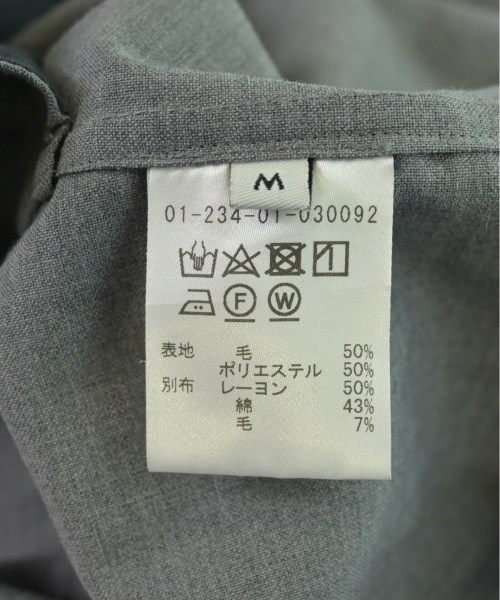 M
01-234-01-030092
F W
表地 毛 50%
ポリエステル 50%
別布 レーヨン 50%
綿 43%
毛 7%